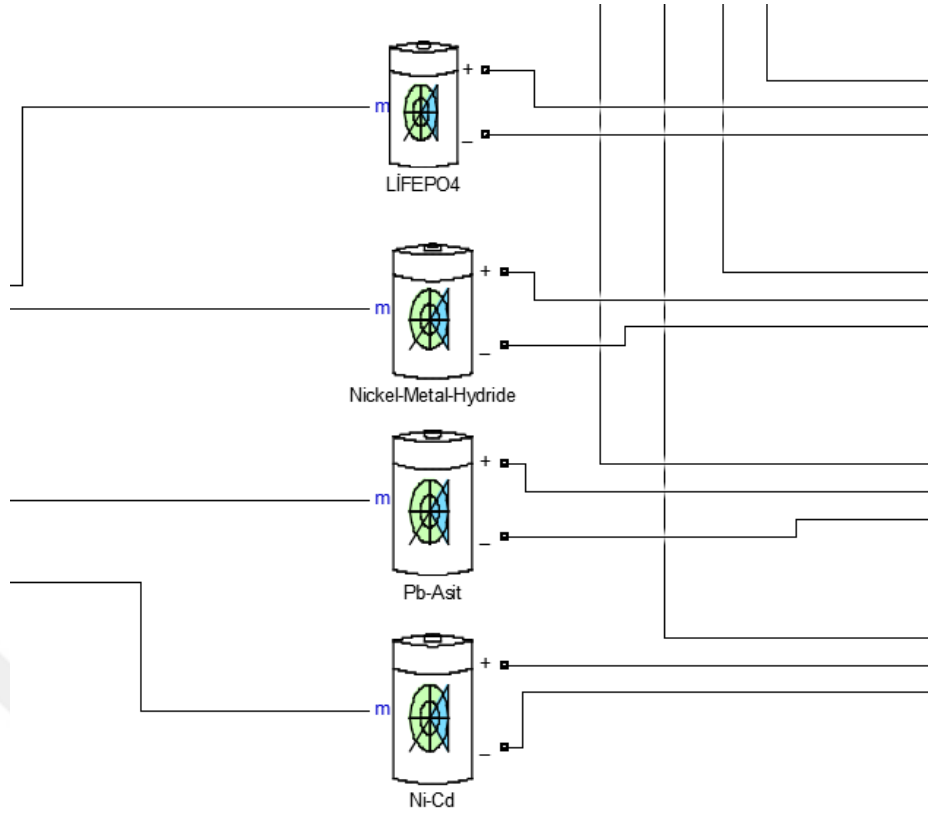 +
m
_
LİFEPO4
+
m
_
Nickel-Metal-Hydride
+
m
_
Pb-Asit
+
m
_
Ni-Cd